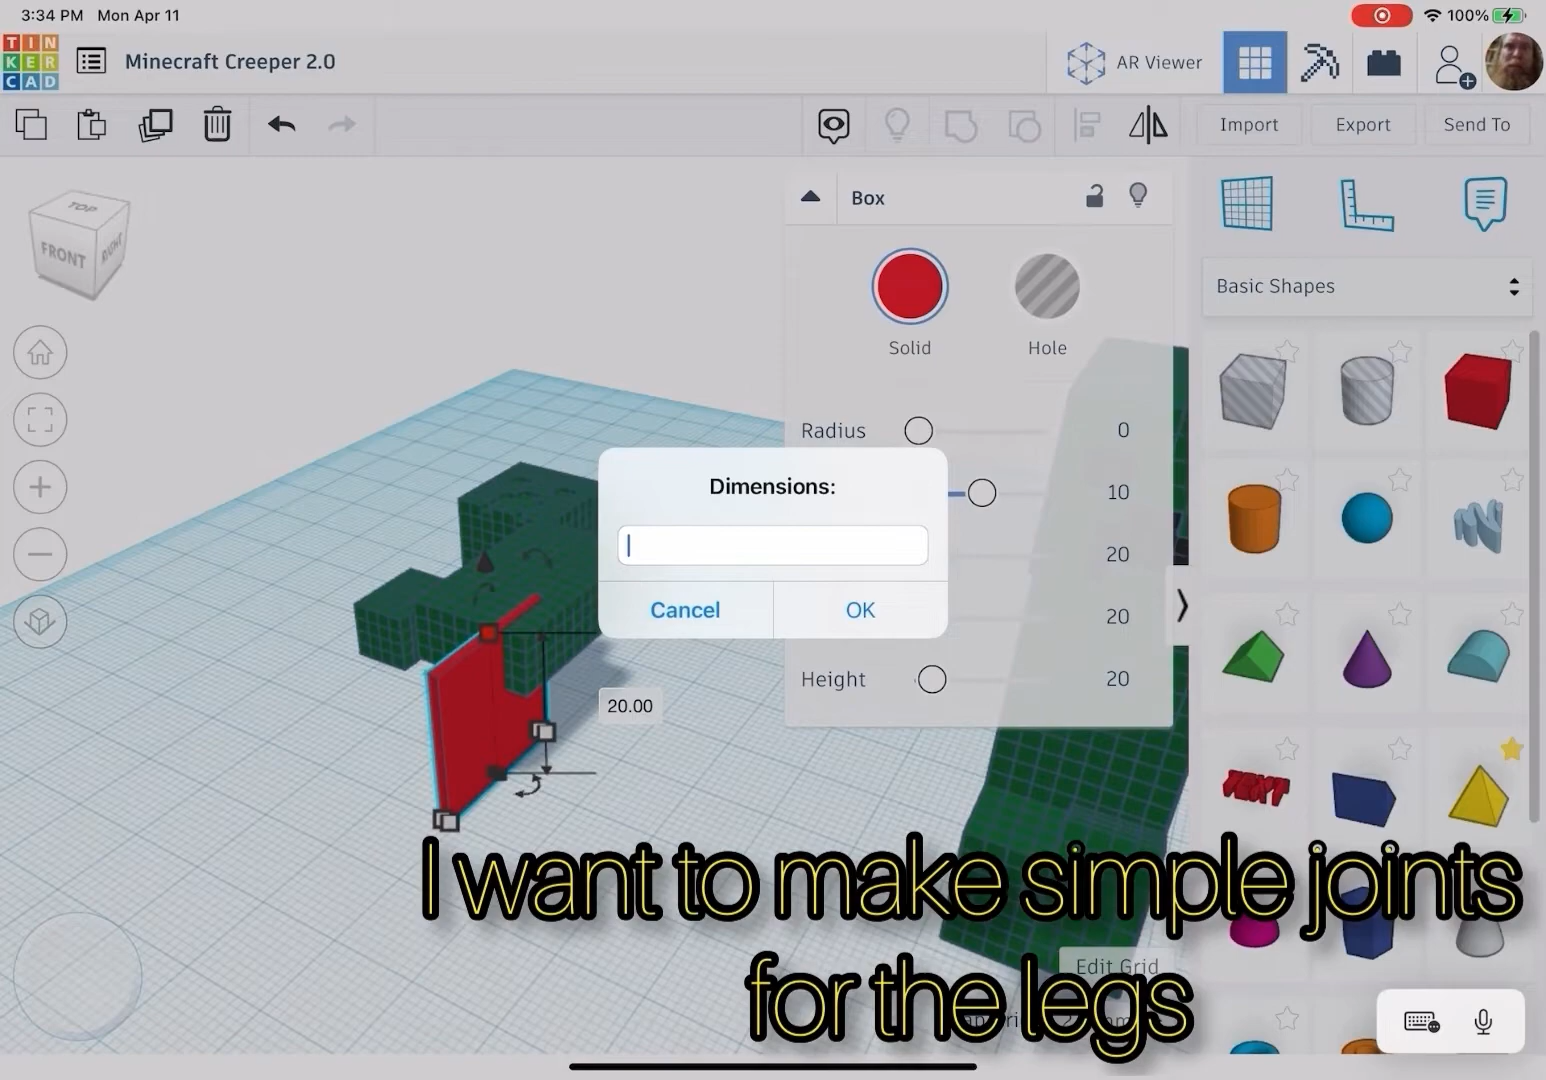 3:34 PM Mon Apr 11
100%
TIN
KER
CAD
Minecraft Creeper 2.0
AR Viewer
Import
Export
Send To
TOP
FRONT
RIGHT
Box
Solid
Hole
Basic Shapes
Radius
0
10
20
20
Height
20
Dimensions:
Cancel
OK
20.00
TEXT
Edit Grid
I want to make simple joints
for the legs